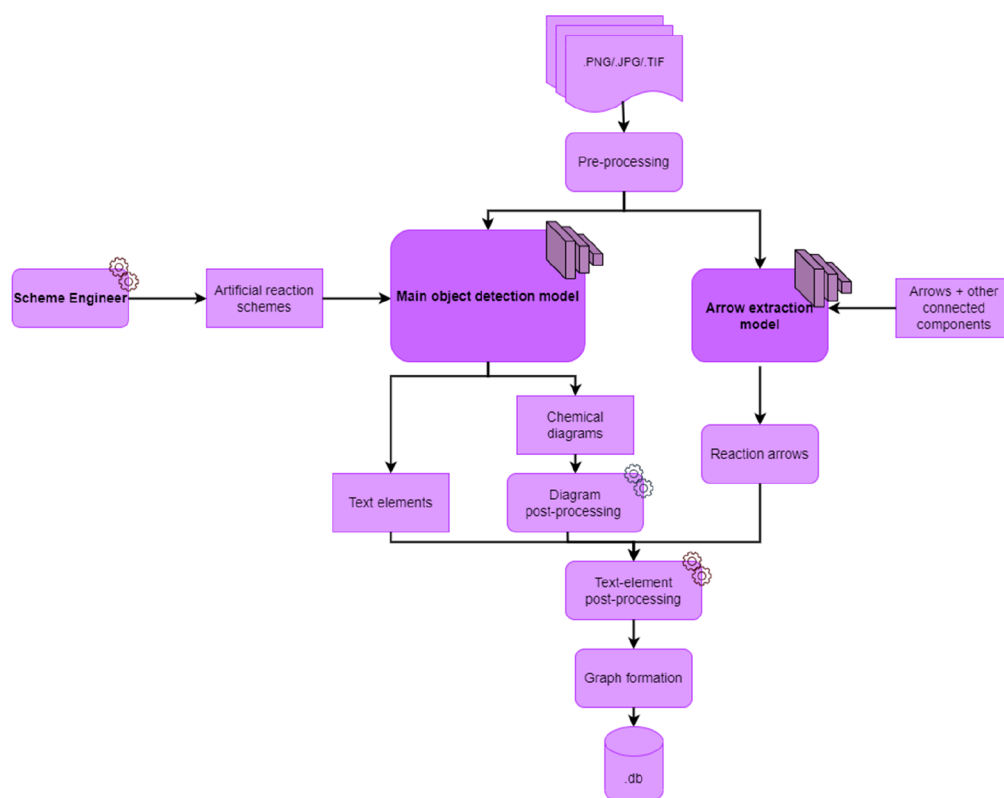 .PNG/.JPG/.TIF
Pre-processing
Scheme Engineer
Artificial reaction
schemes
Main object detection model
Arrow extraction
model
Arrows + other
connected
components
Chemical
diagrams
Reaction arrows
Text elements
Diagram
post-processing
Text-element
post-processing
Graph formation
.db